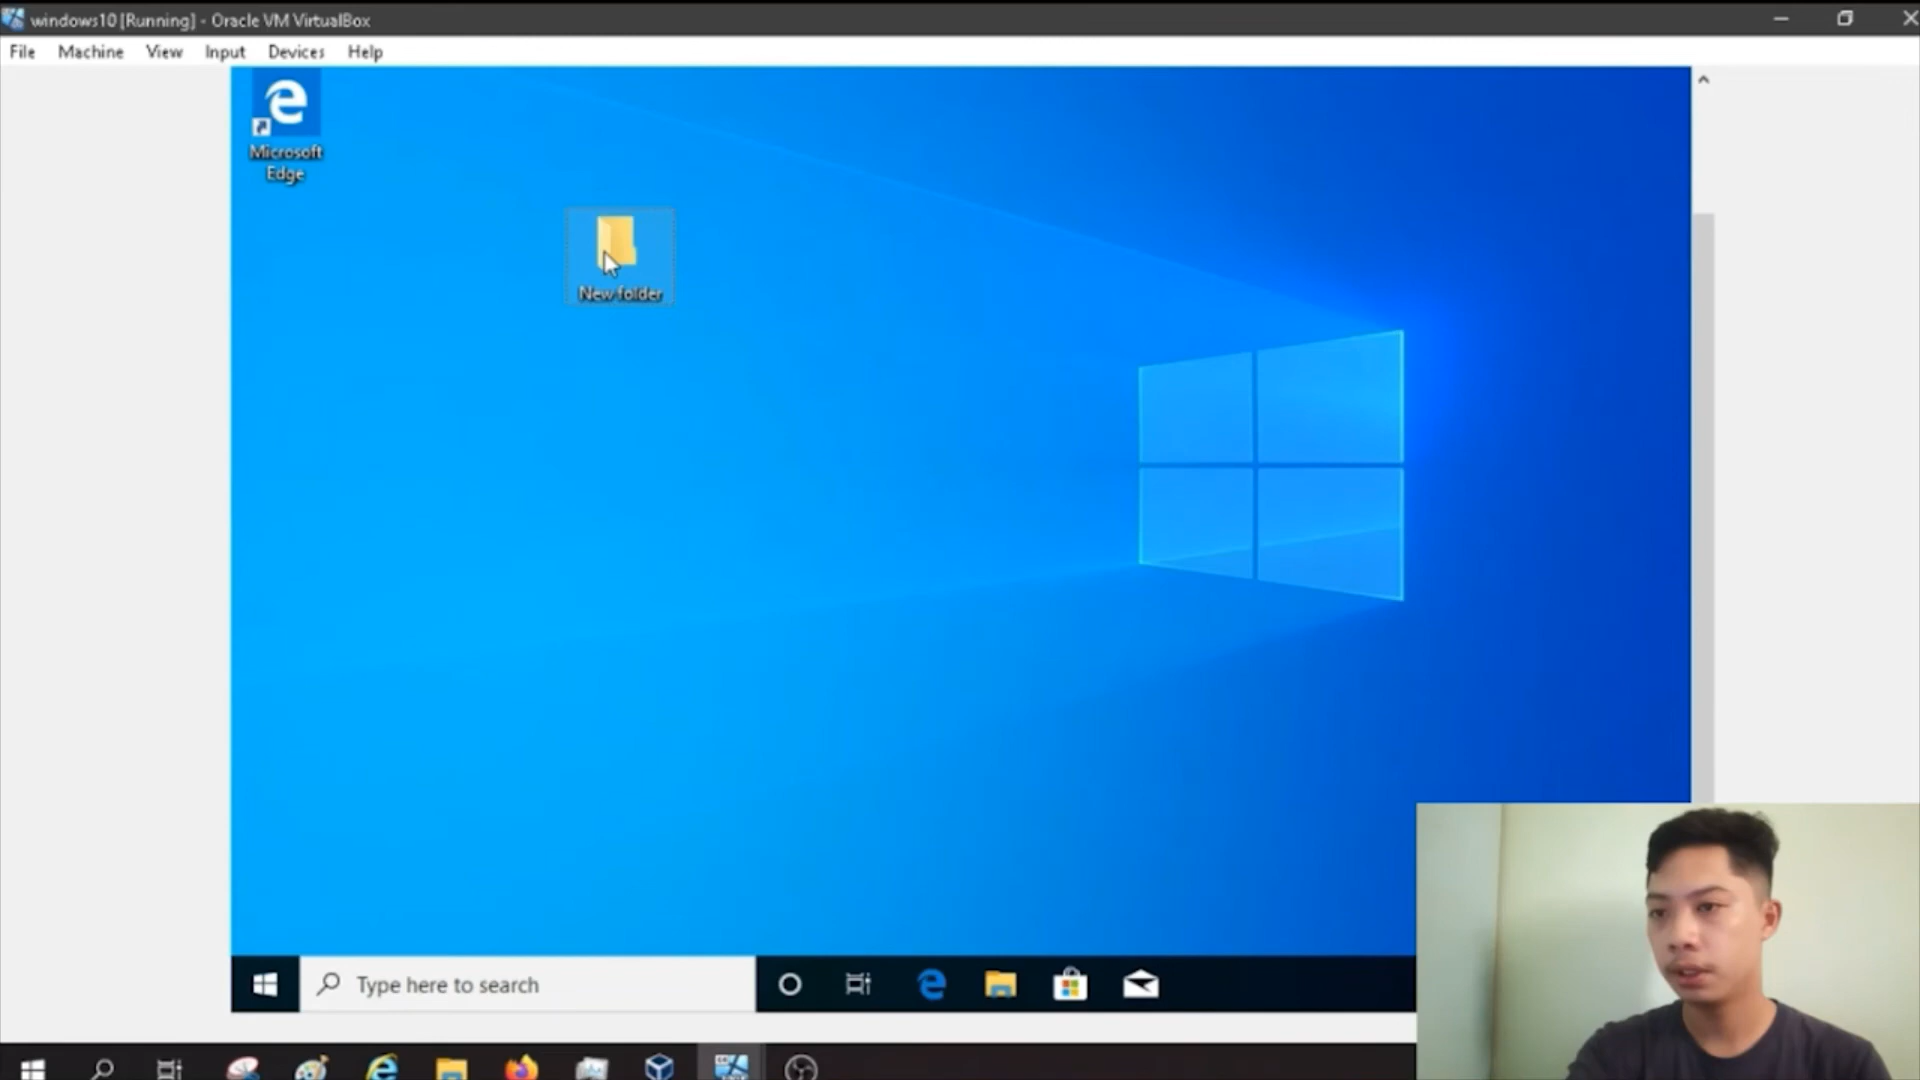 windows10 [Running] - Oracle VM VirtualBox
File Machine View Input Devices Help
Microsoft
Edge
New folder
Type here to search